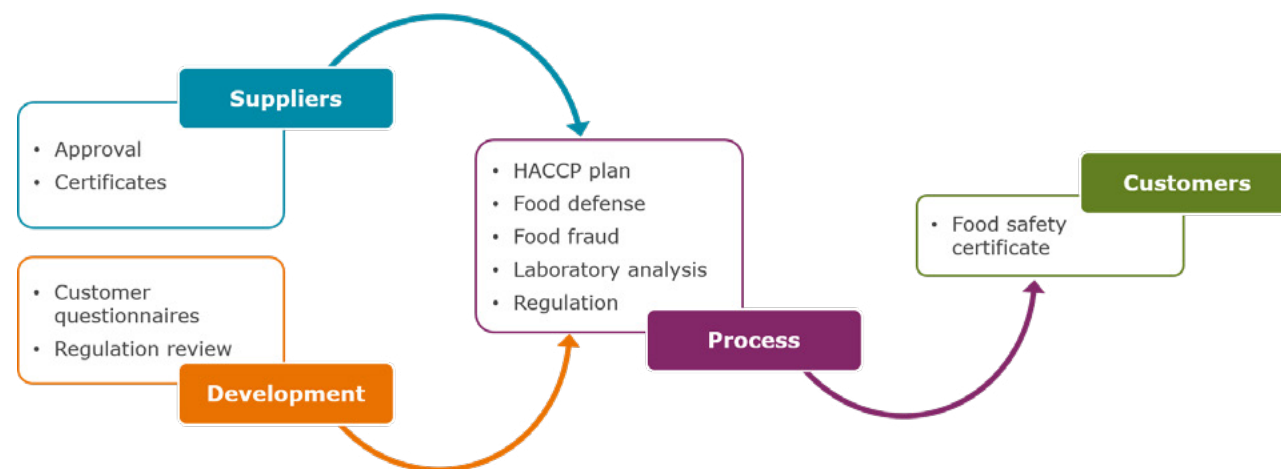 Suppliers
• Approval
• Certificates
• Customer
questionnaires
• Regulation review
Development
• HACCP plan
• Food defense
• Food fraud
• Laboratory analysis
• Regulation
Process
Customers
• Food safety
certificate